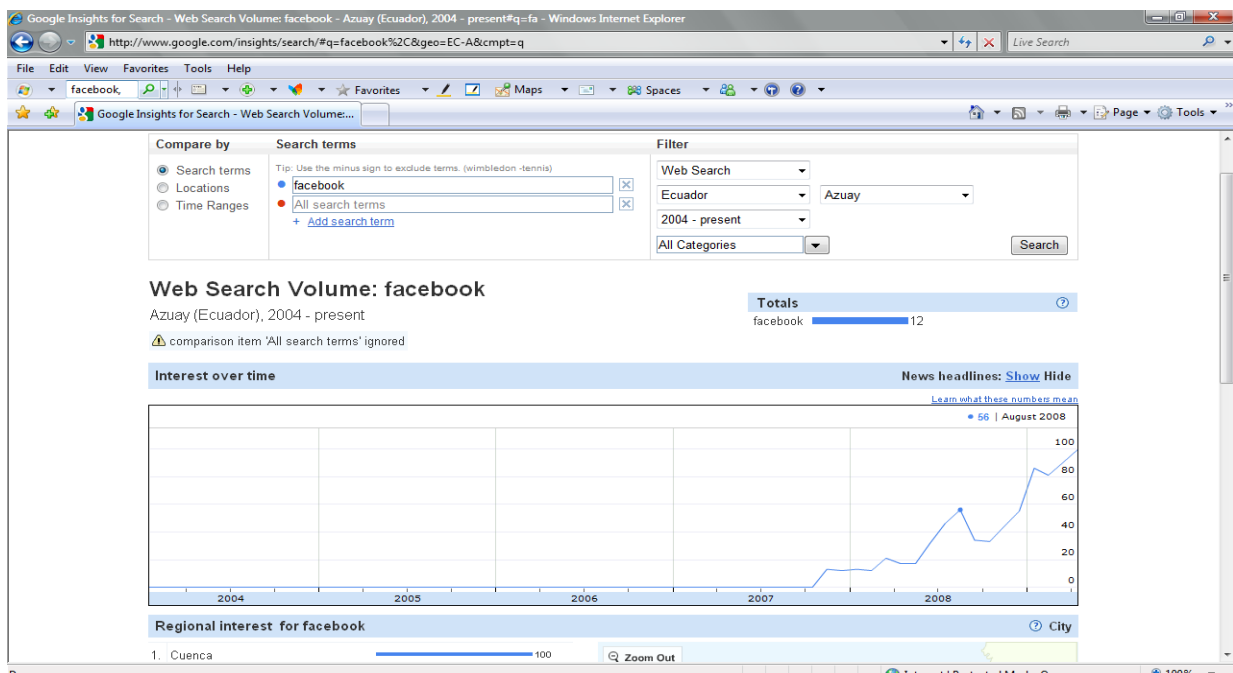 Google Insights for Search - Web Search Volume: facebook - Azuay (Ecuador), 2004 - present#q=fa - Windows Internet Explorer
http://www.google.com/insights/search/#q=facebook%2C&geo=EC-A&cmpt=q Live Search
File Edit View Favorites Tools Help
facebook, Favorites Maps Spaces
Google Insights for Search - Web Search Volume:... Page Tools
Compare by Search terms Filter
Search terms
Locations
Time Ranges
Tip: Use the minus sign to exclude terms. (wimbledon -tennis)
facebook
All search terms
+ Add search term
Web Search
Ecuador Azuay
2004 - present
All Categories Search
Web Search Volume: facebook
Azuay (Ecuador), 2004 - present
comparison item 'All search terms' ignored
Totals
facebook 12
Interest over time News headlines: Show Hide
Learn what these numbers mean
56 | August 2008
100
80
60
40
20
0
2004 2005 2006 2007 2008
Regional interest for facebook City
1. Cuenca 100
Zoom Out